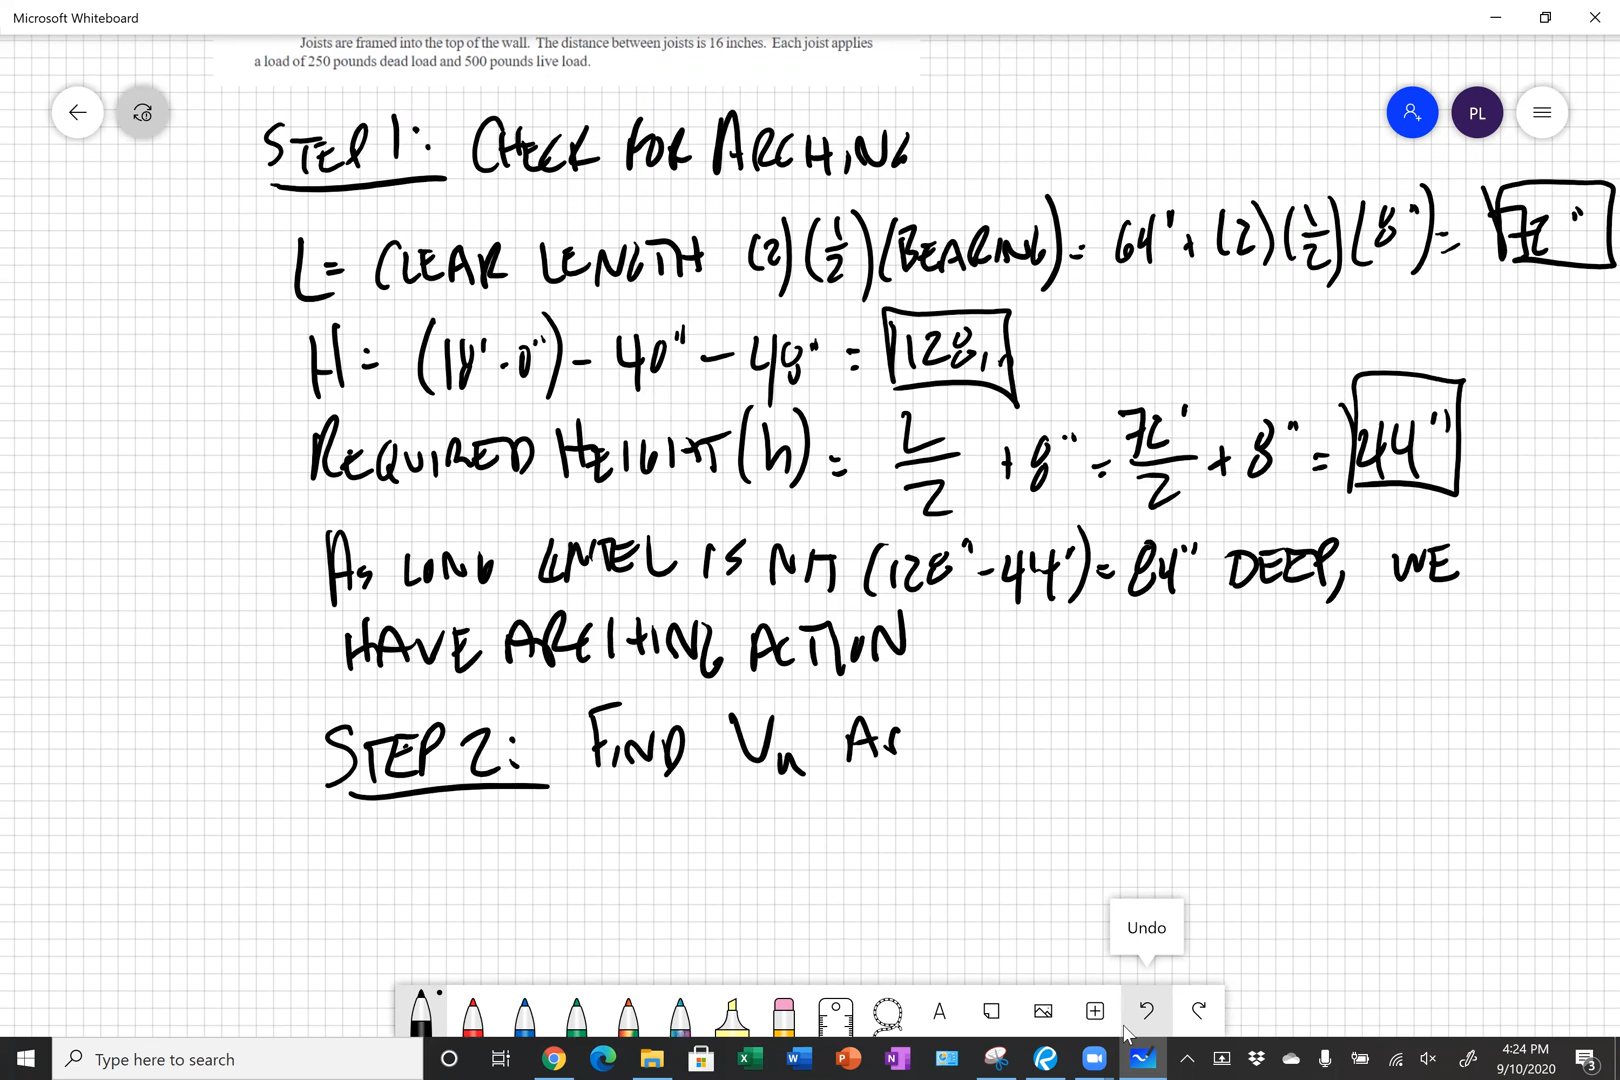 Microsoft Whiteboard
Joists are framed into the top of the wall. The distance between joists is 16 inches. Each joist applies
a load of 250 pounds dead load and 500 pounds live load.
PL
STEP 1: CHECK FOR ARCHING
L = CLEAR LENGTH (2)(1/2)(BEARING) = 64" + (2)(1/2)(8") = 72"
H = (18'-0") - 40" - 48" = 128"
REQUIRED HEIGHT (h) = L/2 + 8" = 72"/2 + 8" = 44"
AS LONG LINTEL IS NOT (128" - 44") = 84" DEEP, WE
HAVE ARCHING ACTION
STEP 2: FIND Vu AS
Undo
A
Type here to search
4:24 PM
9/10/2020
3